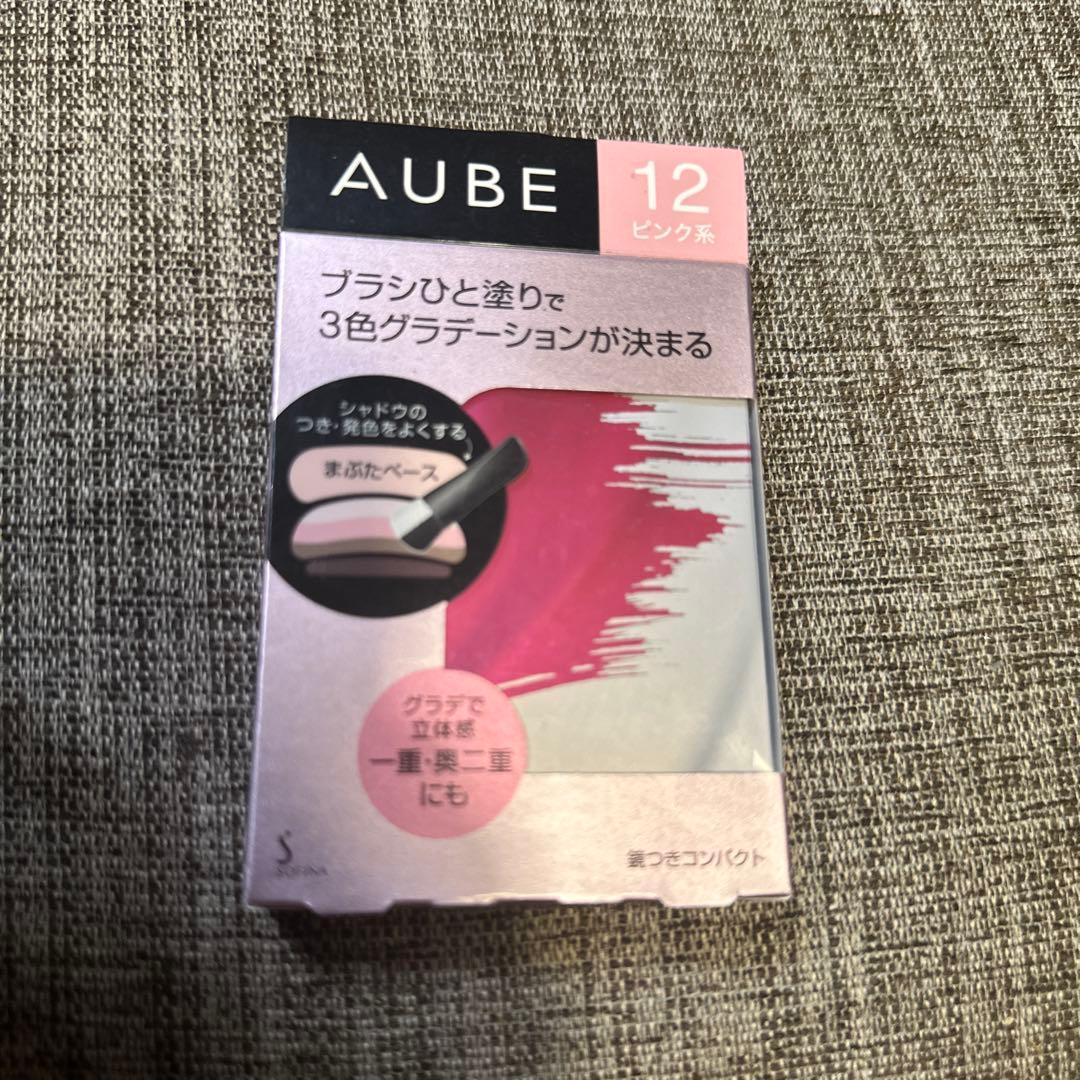 AUBE
12
ピンク系
ブラシひと塗りで
3色グラデーションが決まる
シャドウの
つき・発色をよくする
まぶたベース
グラデで
立体感
一重・奥二重
にも
S
SOFINA
鏡つきコンパクト